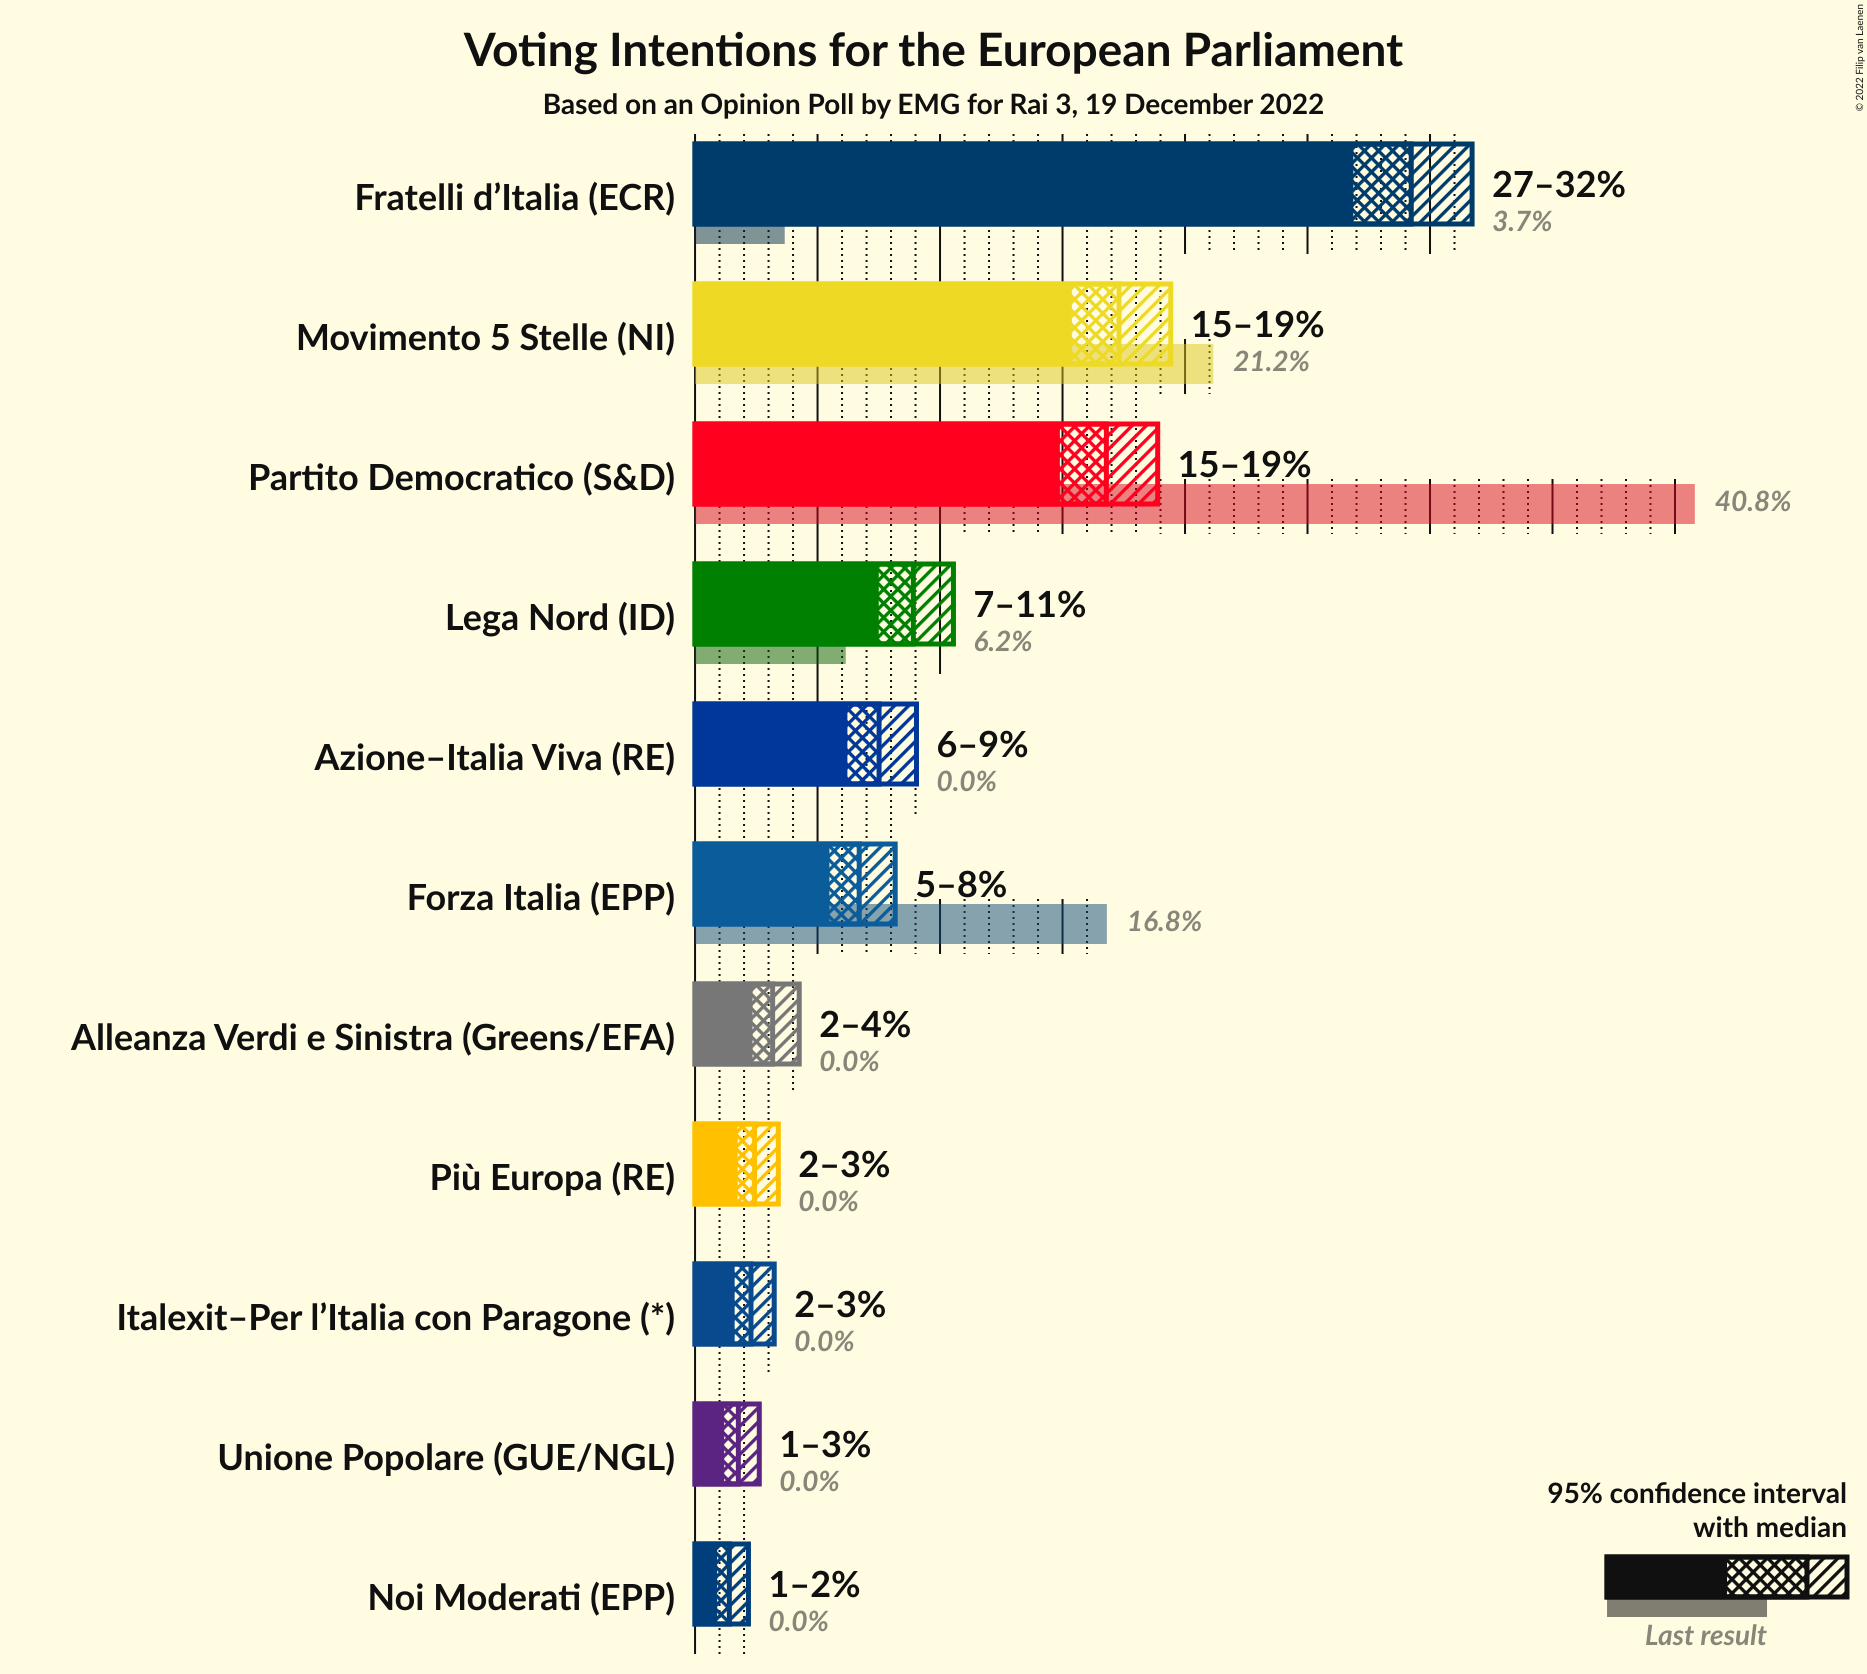 Voting Intentions for the European Parliament
Based on an Opinion Poll by EMG for Rai 3, 19 December 2022
© 2022 Filip van Laenen
Fratelli d’Italia (ECR)
27–32%
3.7%
Movimento 5 Stelle (NI)
15–19%
21.2%
Partito Democratico (S&D)
15–19%
40.8%
Lega Nord (ID)
7–11%
6.2%
Azione–Italia Viva (RE)
6–9%
0.0%
Forza Italia (EPP)
5–8%
16.8%
Alleanza Verdi e Sinistra (Greens/EFA)
2–4%
0.0%
Più Europa (RE)
2–3%
0.0%
Italexit–Per l’Italia con Paragone (*)
2–3%
0.0%
Unione Popolare (GUE/NGL)
1–3%
0.0%
Noi Moderati (EPP)
1–2%
0.0%
95% confidence interval
with median
Last result